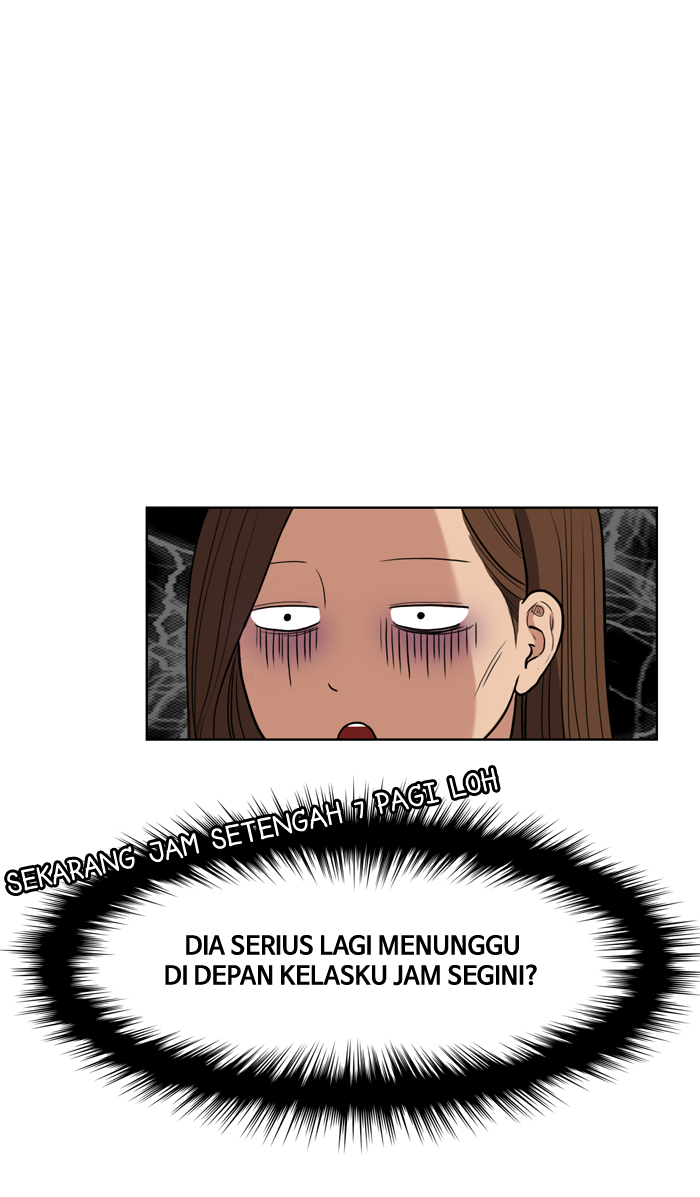 SEKARANG JAM SETENGAH 7 PAGI LOH
DIA SERIUS LAGI MENUNGGU
DI DEPAN KELASKU JAM SEGINI?